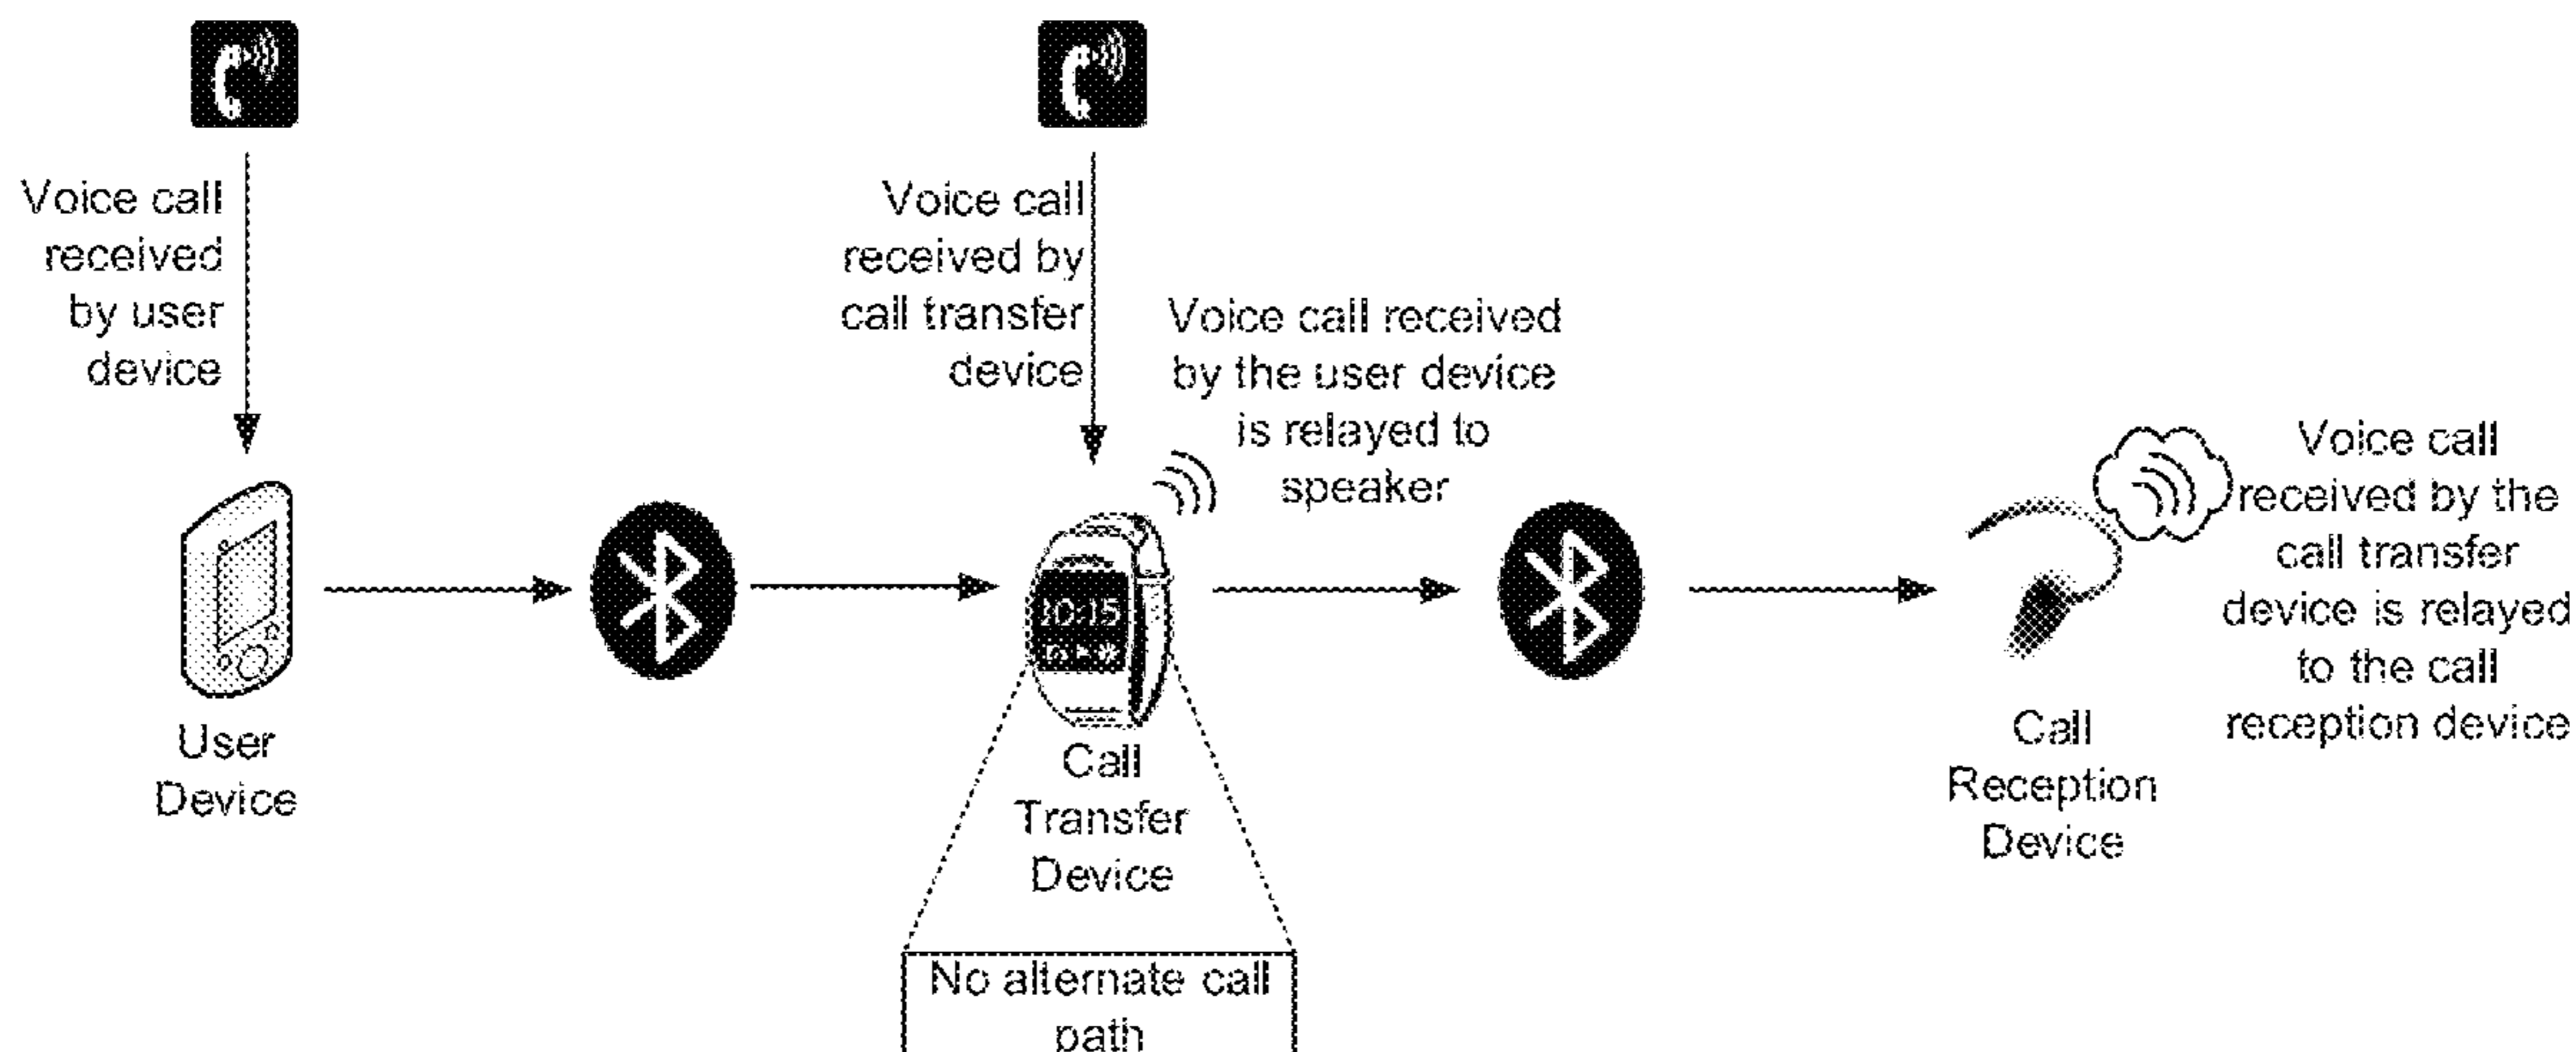 Voice call
received
by user
device
Voice call
received by
call transfer
device
Voice call received
by the user device
is relayed to
speaker
Voice call
received by the
call transfer
device is relayed
to the call
reception device
10:15
User
Device
Call
Transfer
Device
Call
Reception
Device
No alternate call
path